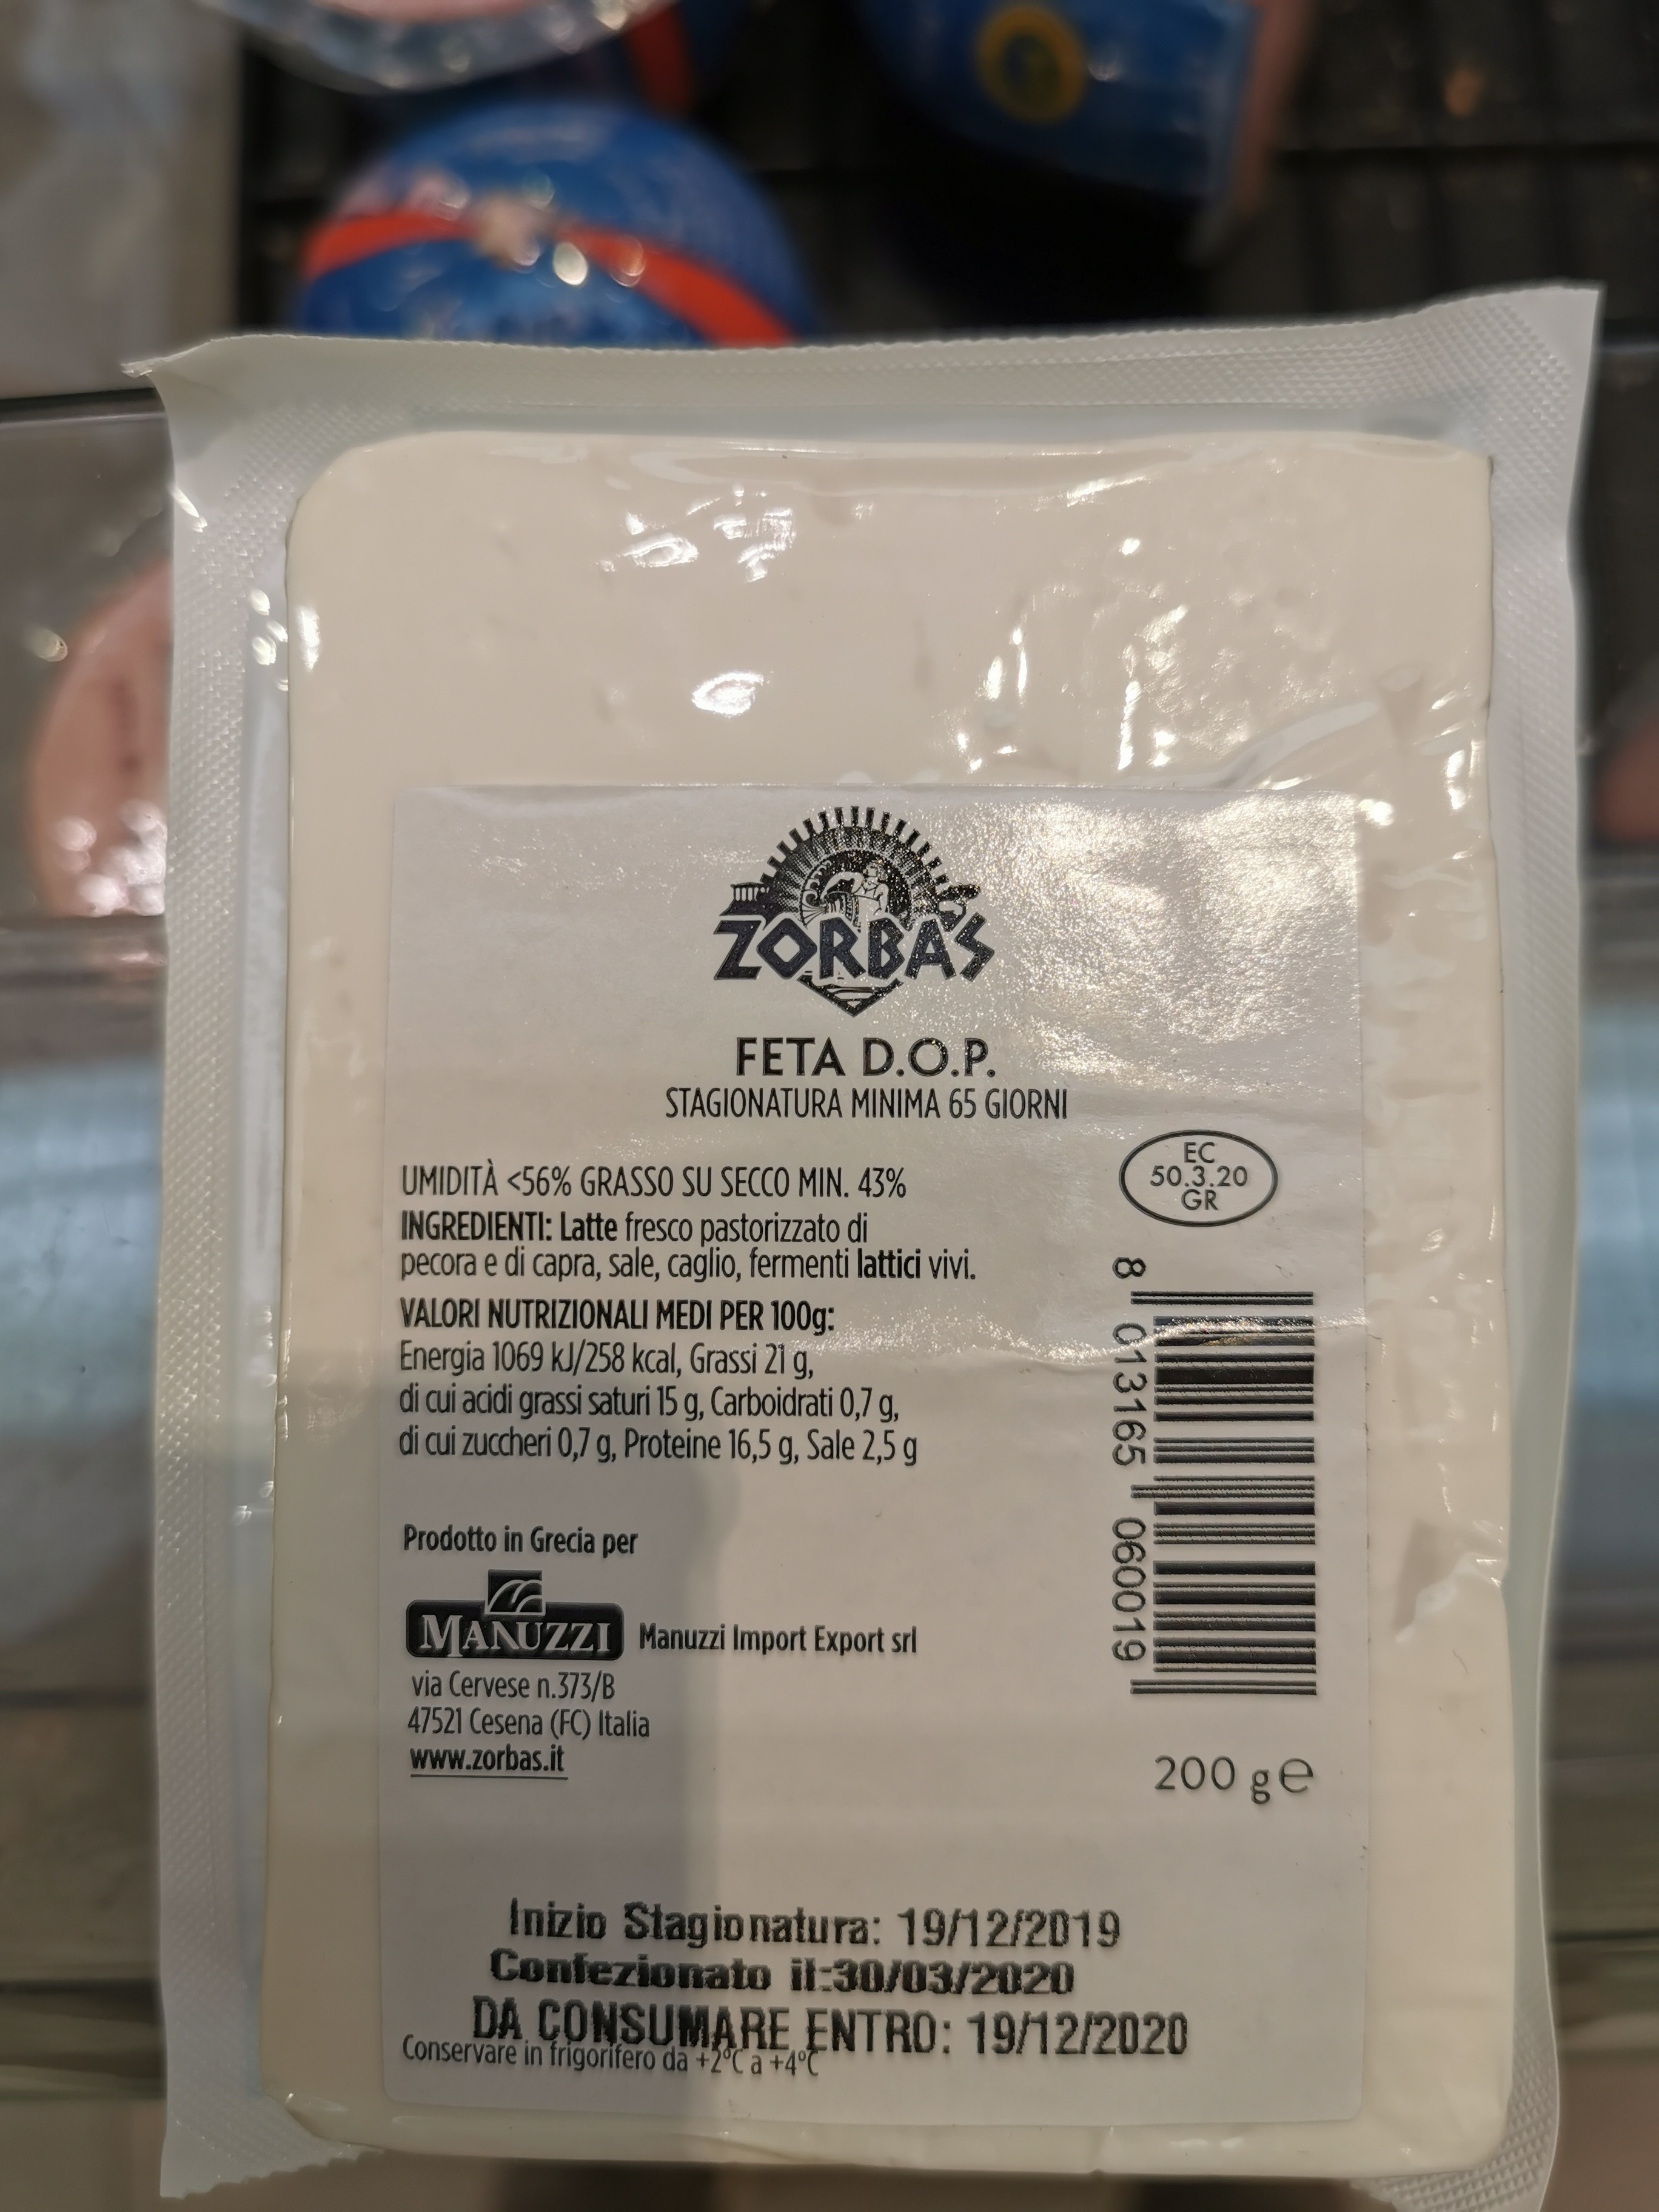 ZORBAS
FETA D.O.P.
STAGIONATURA MINIMA 65 GIORNI
EC
50.3.20
GR
UMIDITÀ <56% GRASSO SU SECCO MIN. 43%
INGREDIENTI: Latte fresco pastorizzato di
pecora e di capra, sale, caglio, fermenti lattici vivi.
VALORI NUTRIZIONALI MEDI PER 100g:
Energia 1069 kJ/258 kcal, Grassi 21 g,
di cui acidi grassi saturi 15 g, Carboidrati 0,7 g,
di cui zuccheri 0,7 g, Proteine 16,5 g, Sale 2,5 g
8 013165 060019
Prodotto in Grecia per
MANUZZI Manuzzi Import Export srl
via Cervese n.373/B
47521 Cesena (FC) Italia
www.zorbas.it
200 g e
Inizio Stagionatura: 19/12/2019
Confezionato il:30/03/2020
DA CONSUMARE ENTRO: 19/12/2020
Conservare in frigorifero da +2°C a +4°C